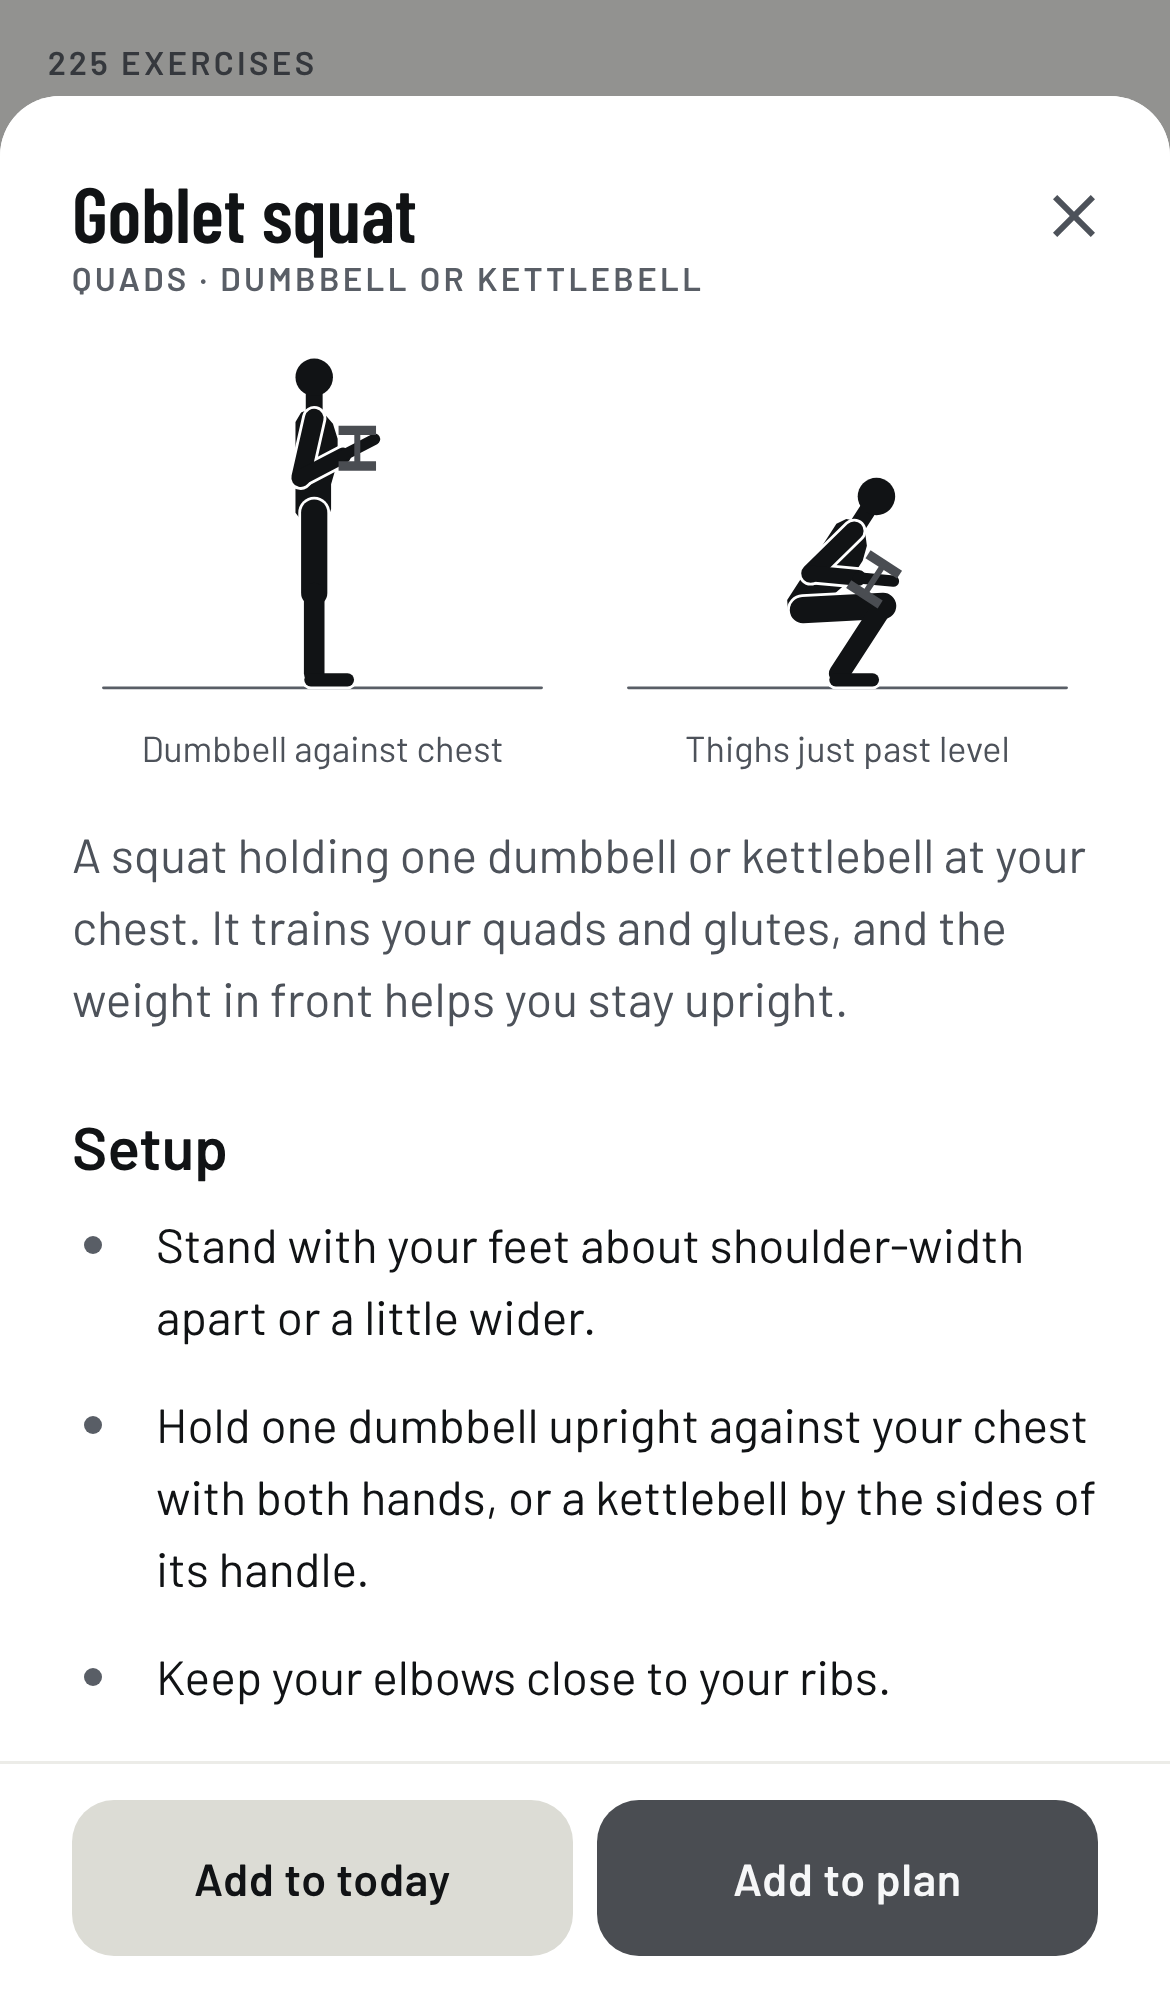 225 EXERCISES
Goblet squat
QUADS · DUMBBELL OR KETTLEBELL
Dumbbell against chest
Thighs just past level
A squat holding one dumbbell or kettlebell at your
chest. It trains your quads and glutes, and the
weight in front helps you stay upright.
Setup
• Stand with your feet about shoulder-width
apart or a little wider.
• Hold one dumbbell upright against your chest
with both hands, or a kettlebell by the sides of
its handle.
• Keep your elbows close to your ribs.
Add to today
Add to plan